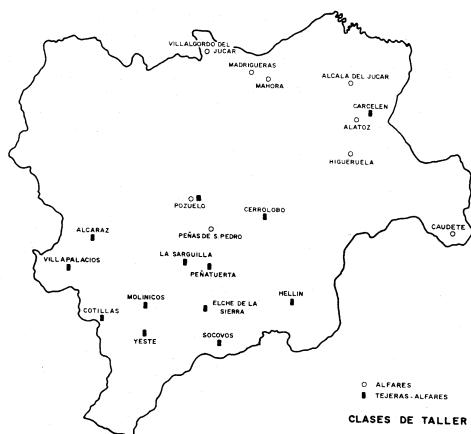 VILLALGORDO DEL
JUCAR
MADRIGUERAS
MAHORA
ALCALA DEL JUCAR
CARCELEN
ALATOZ
HIGUERUELA
POZUELO
CERROLOBO
CAUDETE
PEÑAS DE S. PEDRO
ALCARAZ
LA SARGUILLA
VILLAPALACIOS
PEÑATUERTA
MOLINICOS
HELLIN
COTILLAS
ELCHE DE LA
SIERRA
YESTE
SOCOVOS
ALFARES
TEJERAS-ALFARES
CLASES DE TALLER